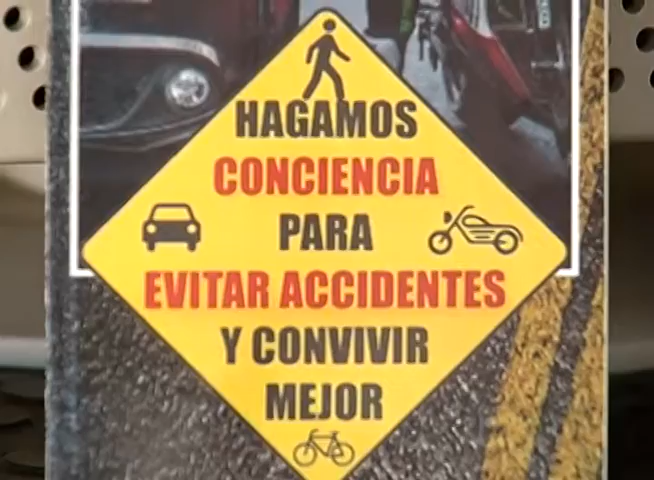 HAGAMOS
CONCIENCIA
PARA
EVITAR ACCIDENTES
Y CONVIVIR
MEJOR